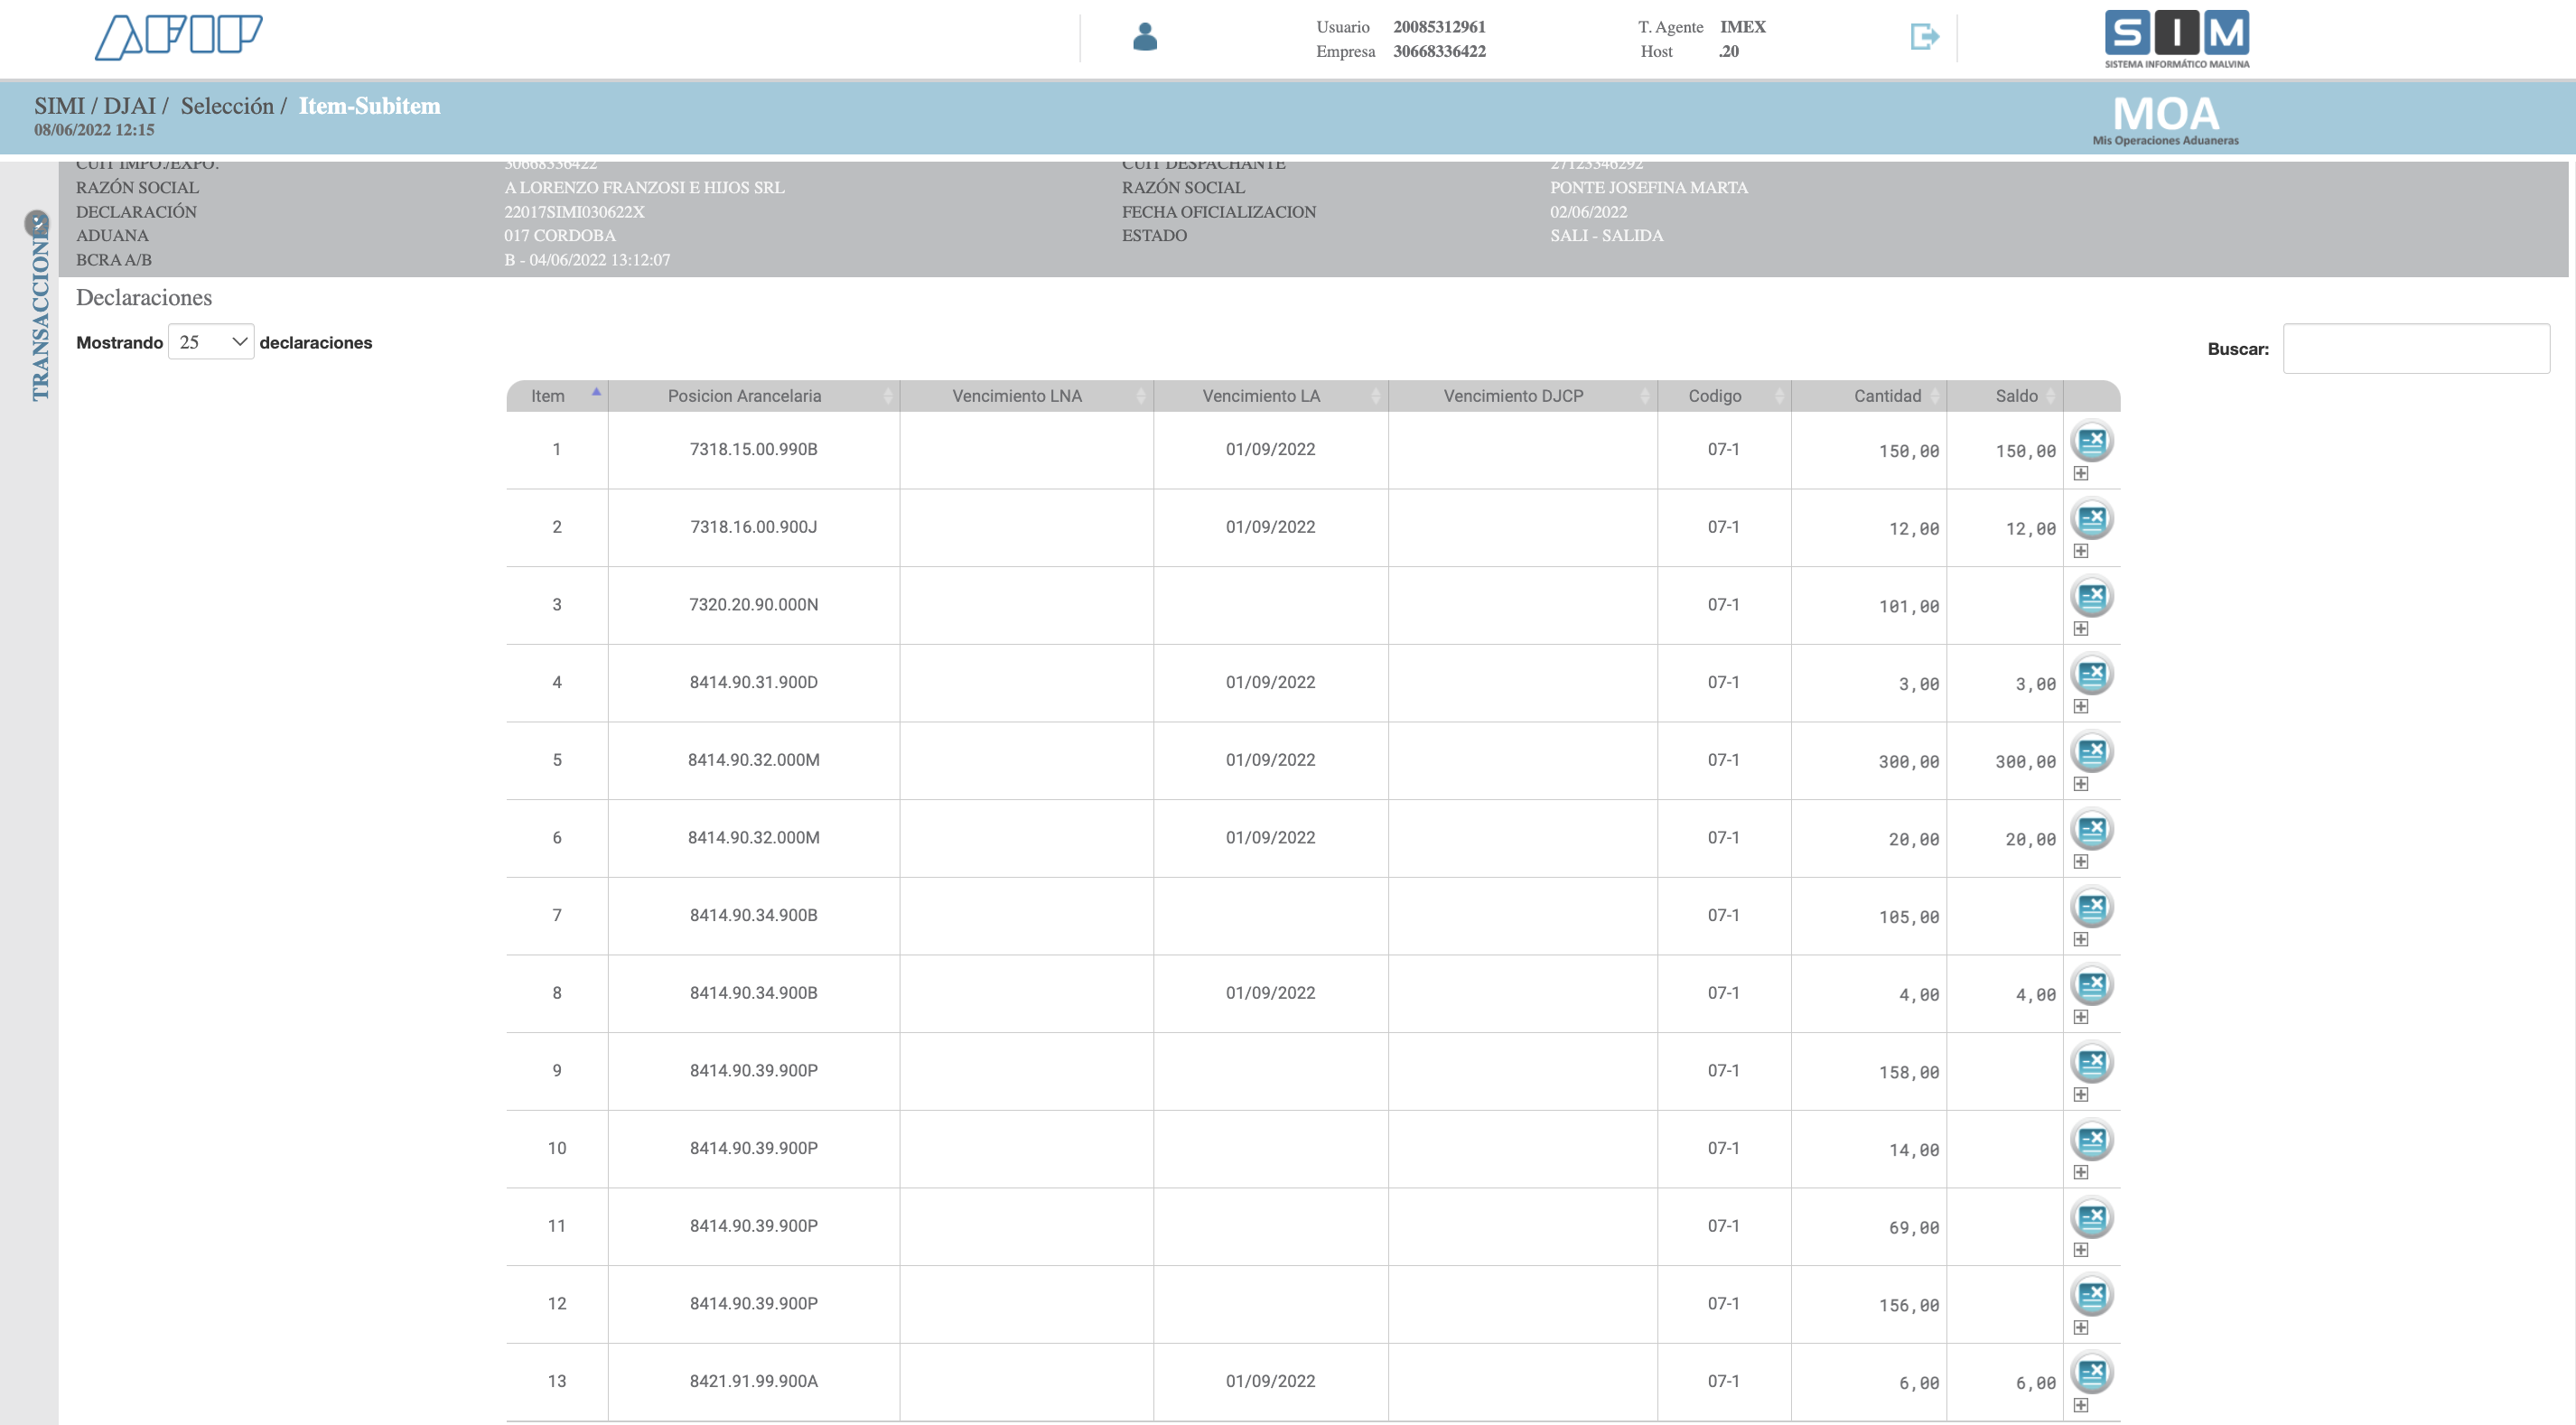 AFIP
Usuario 20085312961 T. Agente IMEX
Empresa 30668336422 Host .20
SIM
SISTEMA INFORMÁTICO MALVINA
SIMI / DJAI / Selección / Item-Subitem
08/06/2022 12:15
MOA
Mis Operaciones Aduaneras
TRANSACCIONE
CUIT IMPO./EXPO. 30668336422 CUIT DESPACHANTE 27123346292
RAZÓN SOCIAL A LORENZO FRANZOSI E HIJOS SRL RAZÓN SOCIAL PONTE JOSEFINA MARTA
DECLARACIÓN 22017SIMI030622X FECHA OFICIALIZACION 02/06/2022
ADUANA 017 CORDOBA ESTADO SALI - SALIDA
BCRA A/B B - 04/06/2022 13:12:07
Declaraciones
Mostrando 25 declaraciones Buscar:
Item Posicion Arancelaria Vencimiento LNA Vencimiento LA Vencimiento DJCP Codigo Cantidad Saldo
1 7318.15.00.990B 01/09/2022 07-1 150,00 150,00
2 7318.16.00.900J 01/09/2022 07-1 12,00 12,00
3 7320.20.90.000N 07-1 101,00
4 8414.90.31.900D 01/09/2022 07-1 3,00 3,00
5 8414.90.32.000M 01/09/2022 07-1 300,00 300,00
6 8414.90.32.000M 01/09/2022 07-1 20,00 20,00
7 8414.90.34.900B 07-1 105,00
8 8414.90.34.900B 01/09/2022 07-1 4,00 4,00
9 8414.90.39.900P 07-1 158,00
10 8414.90.39.900P 07-1 14,00
11 8414.90.39.900P 07-1 69,00
12 8414.90.39.900P 07-1 156,00
13 8421.91.99.900A 01/09/2022 07-1 6,00 6,00